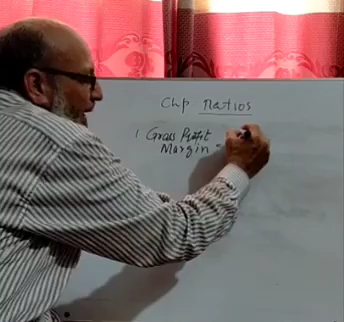 Chp Ratios
1 Gross Profit
Margin =